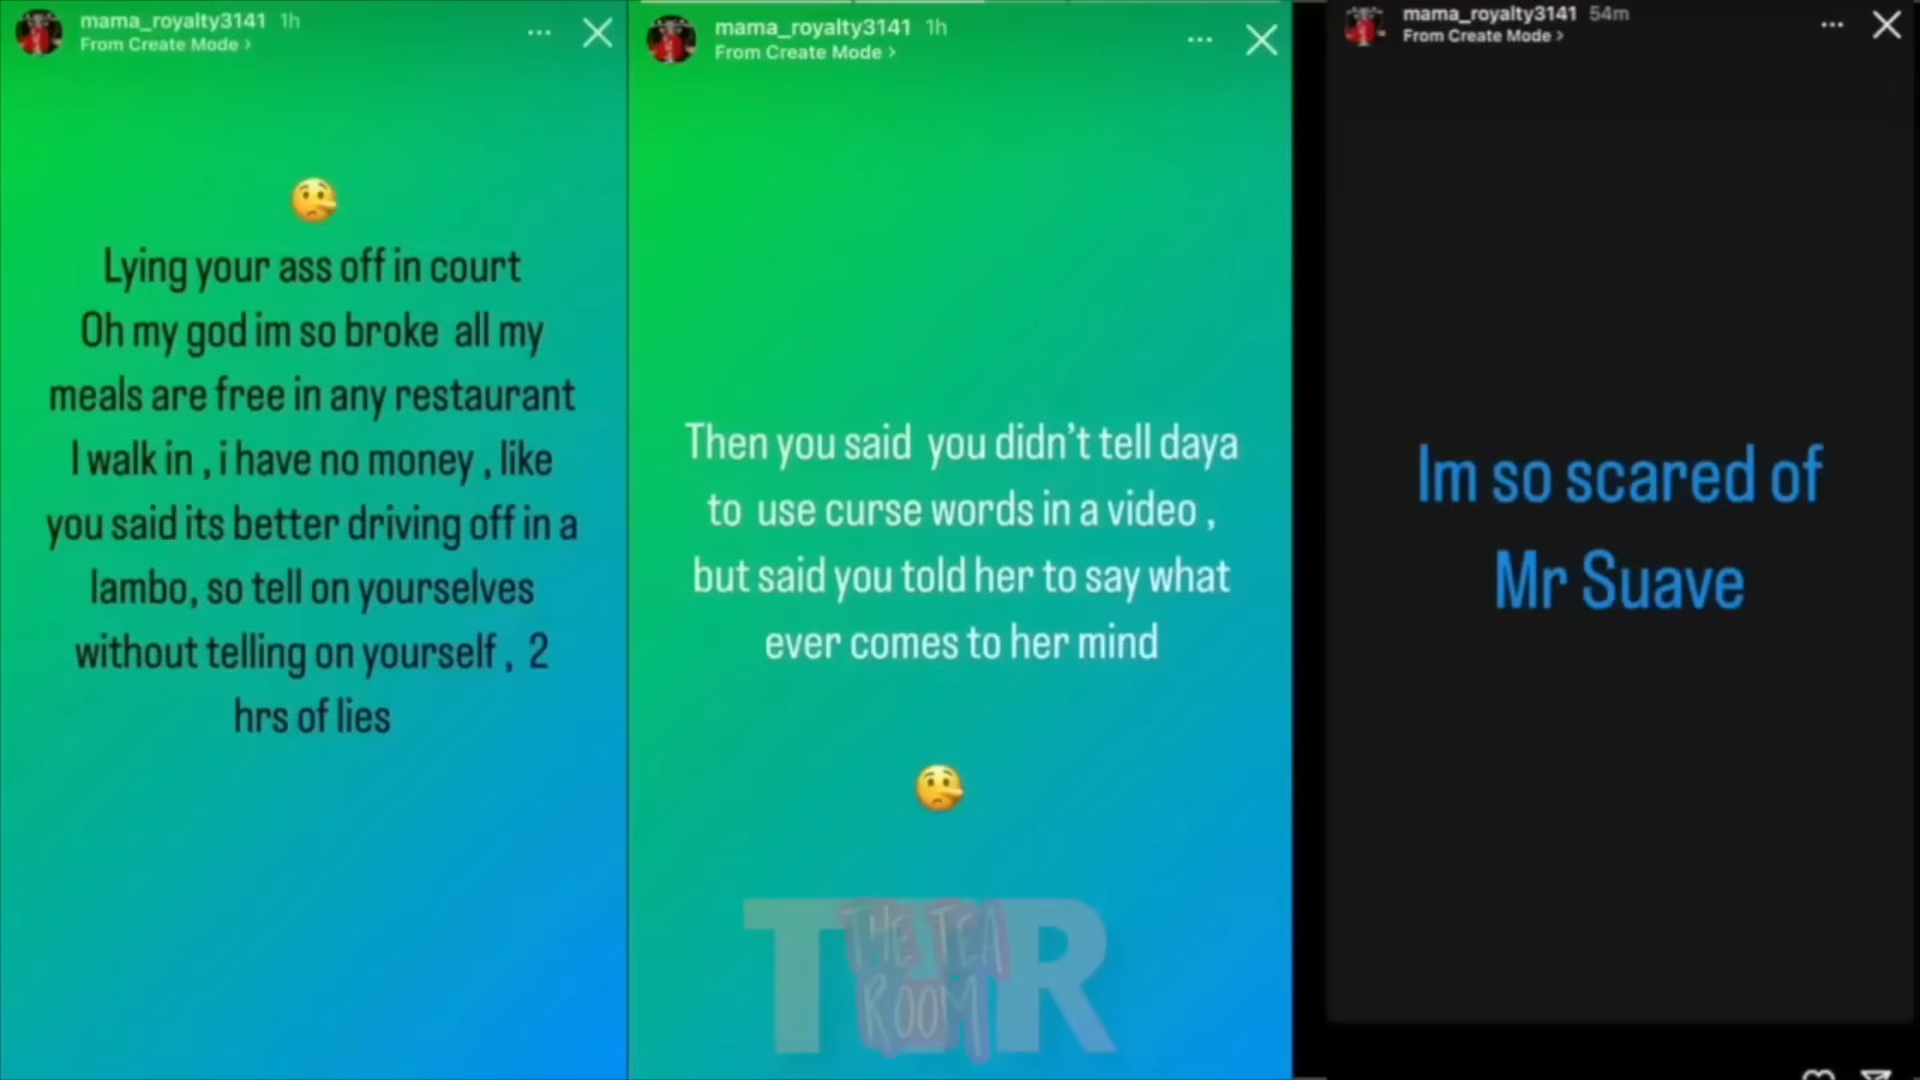 mama_royalty3141 1h
From Create Mode >
Lying your ass off in court
Oh my god im so broke all my
meals are free in any restaurant
I walk in , i have no money , like
you said its better driving off in a
lambo, so tell on yourselves
without telling on yourself , 2
hrs of lies
mama_royalty3141 1h
From Create Mode >
Then you said you didn't tell daya
to use curse words in a video ,
but said you told her to say what
ever comes to her mind
THE TEA
ROOM
TTR
mama_royalty3141 54m
From Create Mode >
Im so scared of
Mr Suave